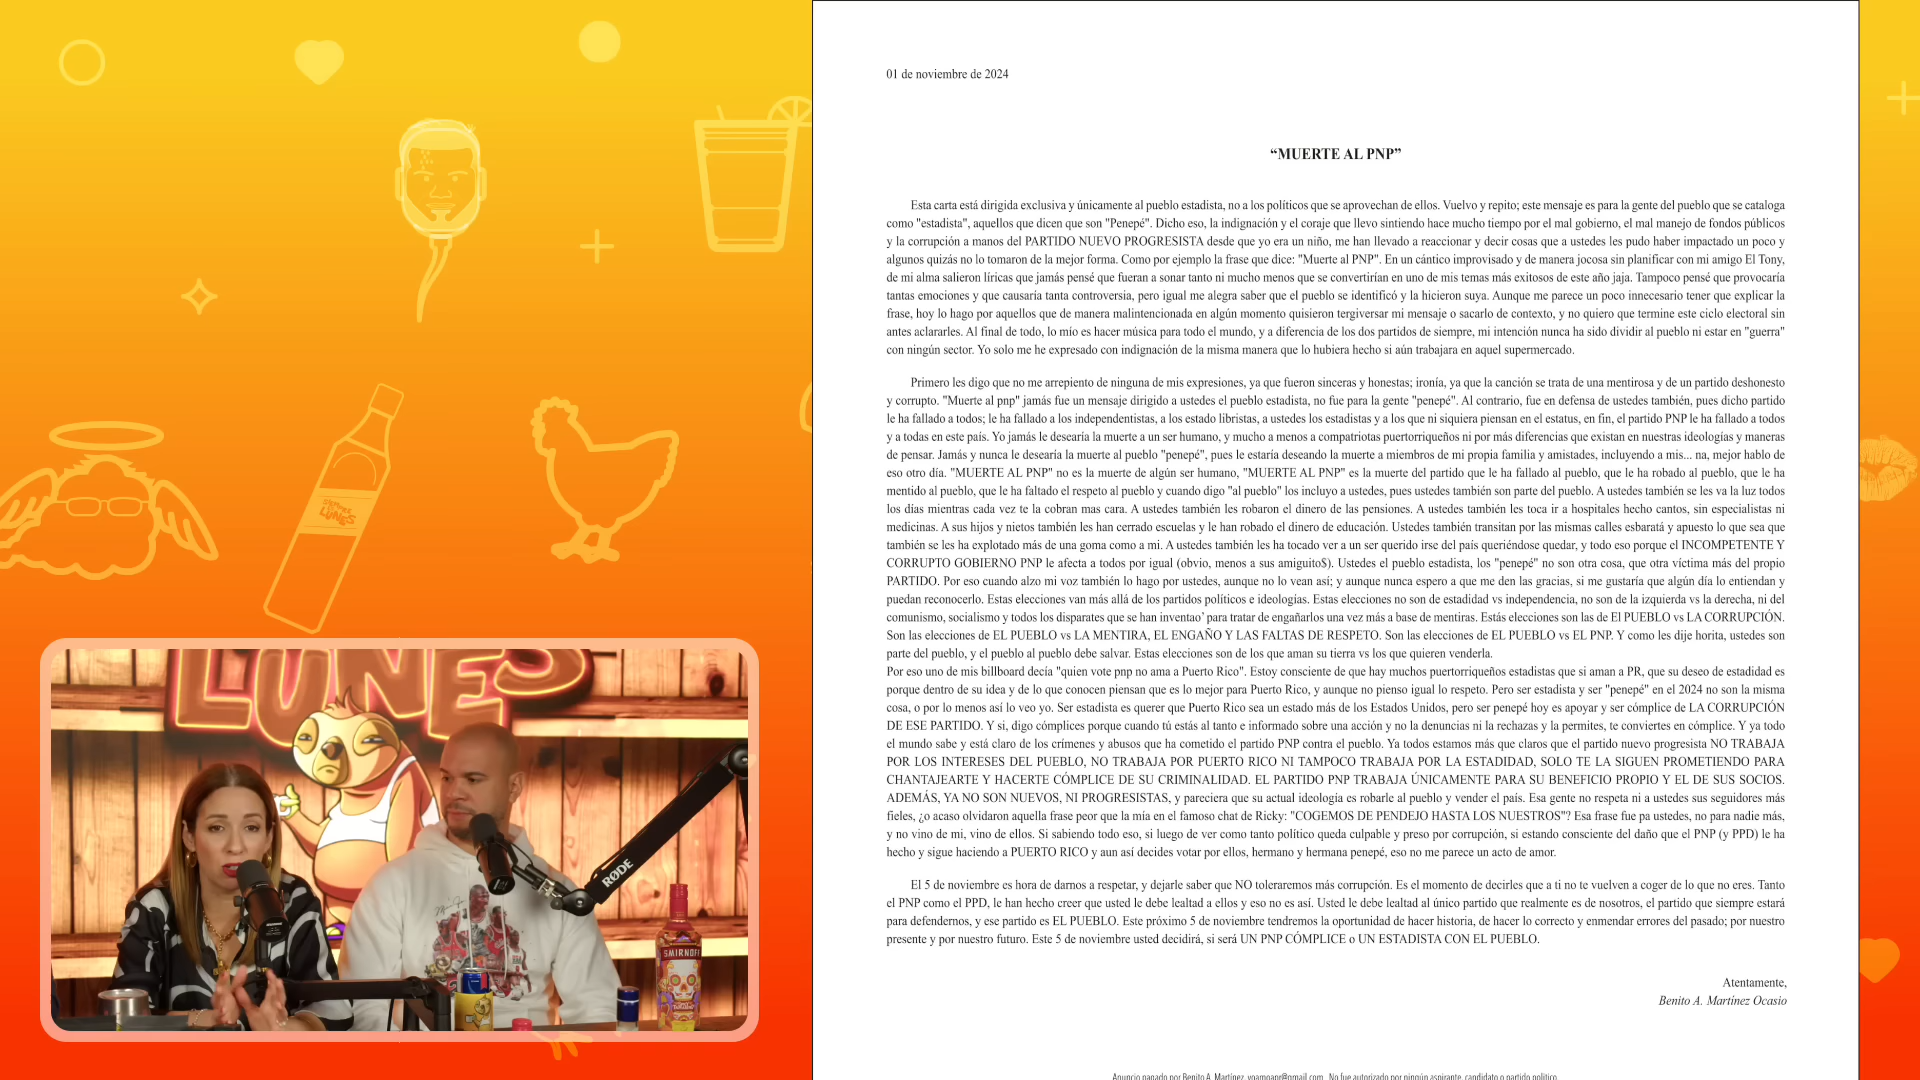 01 de noviembre de 2024
“MUERTE AL PNP”
Esta carta está dirigida exclusiva y únicamente al pueblo estadista, no a los políticos que se aprovechan de ellos. Vuelvo y repito; este mensaje es para la gente del pueblo que se cataloga
como "estadista", aquellos que dicen que son "Penepé". Dicho eso, la indignación y el coraje que llevo sintiendo hace mucho tiempo por el mal gobierno, el mal manejo de fondos públicos
y la corrupción a manos del PARTIDO NUEVO PROGRESISTA desde que yo era un niño, me han llevado a reaccionar y decir cosas que a ustedes les pudo haber impactado un poco y
algunos quizás no lo tomaron de la mejor forma. Como por ejemplo la frase que dice: "Muerte al PNP". En un cántico improvisado y de manera jocosa sin planificar con mi amigo El Tony,
de mi alma salieron líricas que jamás pensé que fueran a sonar tanto ni mucho menos que se convertirían en uno de mis temas más exitosos de este año jaja. Tampoco pensé que provocaría
tantas emociones y que causaría tanta controversia, pero igual me alegra saber que el pueblo se identificó y la hicieron suya. Aunque me parece un poco innecesario tener que explicar la
frase, hoy lo hago por aquellos que de manera malintencionada en algún momento quisieron tergiversar mi mensaje o sacarlo de contexto, y no quiero que termine este ciclo electoral sin
antes aclararles. Al final de todo, lo mío es hacer música para todo el mundo, y a diferencia de los dos partidos de siempre, mi intención nunca ha sido dividir al pueblo ni estar en "guerra"
con ningún sector. Yo solo me he expresado con indignación de la misma manera que lo hubiera hecho si aún trabajara en aquel supermercado.
Primero les digo que no me arrepiento de ninguna de mis expresiones, ya que fueron sinceras y honestas; ironía, ya que la canción se trata de una mentirosa y de un partido deshonesto
y corrupto. "Muerte al pnp" jamás fue un mensaje dirigido a ustedes el pueblo estadista, no fue para la gente "penepé". Al contrario, fue en defensa de ustedes también, pues dicho partido
le ha fallado a todos; le ha fallado a los independentistas, a los estado libristas, a ustedes los estadistas y a los que ni siquiera piensan en el estatus, en fin, el partido PNP le ha fallado a todos
y a todas en este país. Yo jamás le desearía la muerte a un ser humano, y mucho a menos a compatriotas puertorriqueños ni por más diferencias que existan en nuestras ideologías y maneras
de pensar. Jamás y nunca le desearía la muerte al pueblo "penepé", pues le estaría deseando la muerte a miembros de mi propia familia y amistades, incluyendo a mis... na, mejor hablo de
eso otro día. "MUERTE AL PNP" no es la muerte de algún ser humano, "MUERTE AL PNP" es la muerte del partido que le ha fallado al pueblo, que le ha robado al pueblo, que le ha
mentido al pueblo, que le ha faltado el respeto al pueblo y cuando digo "al pueblo" los incluyo a ustedes, pues ustedes también son parte del pueblo. A ustedes también se les va la luz todos
los días mientras cada vez te la cobran mas cara. A ustedes también les robaron el dinero de las pensiones. A ustedes también les toca ir a hospitales hecho cantos, sin especialistas ni
medicinas. A sus hijos y nietos también les han cerrado escuelas y le han robado el dinero de educación. Ustedes también transitan por las mismas calles esbaratá y apuesto lo que sea que
también se les ha explotado más de una goma como a mi. A ustedes también les ha tocado ver a un ser querido irse del país queriéndose quedar, y todo eso porque el INCOMPETENTE Y
CORRUPTO GOBIERNO PNP le afecta a todos por igual (obvio, menos a sus amiguito$). Ustedes el pueblo estadista, los "penepé" no son otra cosa, que otra víctima más del propio
PARTIDO. Por eso cuando alzo mi voz también lo hago por ustedes, aunque no lo vean así; y aunque nunca espero a que me den las gracias, si me gustaría que algún día lo entiendan y
puedan reconocerlo. Estas elecciones van más allá de los partidos políticos e ideologías. Estas elecciones no son de estadidad vs independencia, no son de la izquierda vs la derecha, ni del
comunismo, socialismo y todos los disparates que se han inventao’ para tratar de engañarlos una vez más a base de mentiras. Estás elecciones son las de El PUEBLO vs LA CORRUPCIÓN.
Son las elecciones de EL PUEBLO vs LA MENTIRA, EL ENGAÑO Y LAS FALTAS DE RESPETO. Son las elecciones de EL PUEBLO vs EL PNP. Y como les dije horita, ustedes son
parte del pueblo, y el pueblo al pueblo debe salvar. Estas elecciones son de los que aman su tierra vs los que quieren venderla.
Por eso uno de mis billboard decía "quien vote pnp no ama a Puerto Rico". Estoy consciente de que hay muchos puertorriqueños estadistas que si aman a PR, que su deseo de estadidad es
porque dentro de su idea y de lo que conocen piensan que es lo mejor para Puerto Rico, y aunque no pienso igual lo respeto. Pero ser estadista y ser "penepé" en el 2024 no son la misma
cosa, o por lo menos así lo veo yo. Ser estadista es querer que Puerto Rico sea un estado más de los Estados Unidos, pero ser penepé hoy es apoyar y ser cómplice de LA CORRUPCIÓN
DE ESE PARTIDO. Y si, digo cómplices porque cuando tú estás al tanto e informado sobre una acción y no la denuncias ni la rechazas y la permites, te conviertes en cómplice. Y ya todo
el mundo sabe y está claro de los crímenes y abusos que ha cometido el partido PNP contra el pueblo. Ya todos estamos más que claros que el partido nuevo progresista NO TRABAJA
POR LOS INTERESES DEL PUEBLO, NO TRABAJA POR PUERTO RICO NI TAMPOCO TRABAJA POR LA ESTADIDAD, SOLO TE LA SIGUEN PROMETIENDO PARA
CHANTAJEARTE Y HACERTE CÓMPLICE DE SU CRIMINALIDAD. EL PARTIDO PNP TRABAJA ÚNICAMENTE PARA SU BENEFICIO PROPIO Y EL DE SUS SOCIOS.
ADEMÁS, YA NO SON NUEVOS, NI PROGRESISTAS, y pareciera que su actual ideología es robarle al pueblo y vender el país. Esa gente no respeta ni a ustedes sus seguidores más
fieles, ¿o acaso olvidaron aquella frase peor que la mía en el famoso chat de Ricky: "COGEMOS DE PENDEJO HASTA LOS NUESTROS"? Esa frase fue pa ustedes, no para nadie más,
y no vino de mi, vino de ellos. Si sabiendo todo eso, si luego de ver como tanto político queda culpable y preso por corrupción, si estando consciente del daño que el PNP (y PPD) le ha
hecho y sigue haciendo a PUERTO RICO y aun así decides votar por ellos, hermano y hermana penepé, eso no me parece un acto de amor.
El 5 de noviembre es hora de darnos a respetar, y dejarle saber que NO toleraremos más corrupción. Es el momento de decirles que a ti no te vuelven a coger de lo que no eres. Tanto
el PNP como el PPD, le han hecho creer que usted le debe lealtad a ellos y eso no es así. Usted le debe lealtad al único partido que realmente es de nosotros, el partido que siempre estará
para defendernos, y ese partido es EL PUEBLO. Este próximo 5 de noviembre tendremos la oportunidad de hacer historia, de hacer lo correcto y enmendar errores del pasado; por nuestro
presente y por nuestro futuro. Este 5 de noviembre usted decidirá, si será UN PNP CÓMPLICE o UN ESTADISTA CON EL PUEBLO.
Atentamente,
Benito A. Martínez Ocasio
Anuncio pagado por Benito A. Martínez, yoamopr@gmail.com. No fue autorizado por ningún aspirante, candidato o partido político.
LUNES
LUNES
RØDE
SMIRNOFF